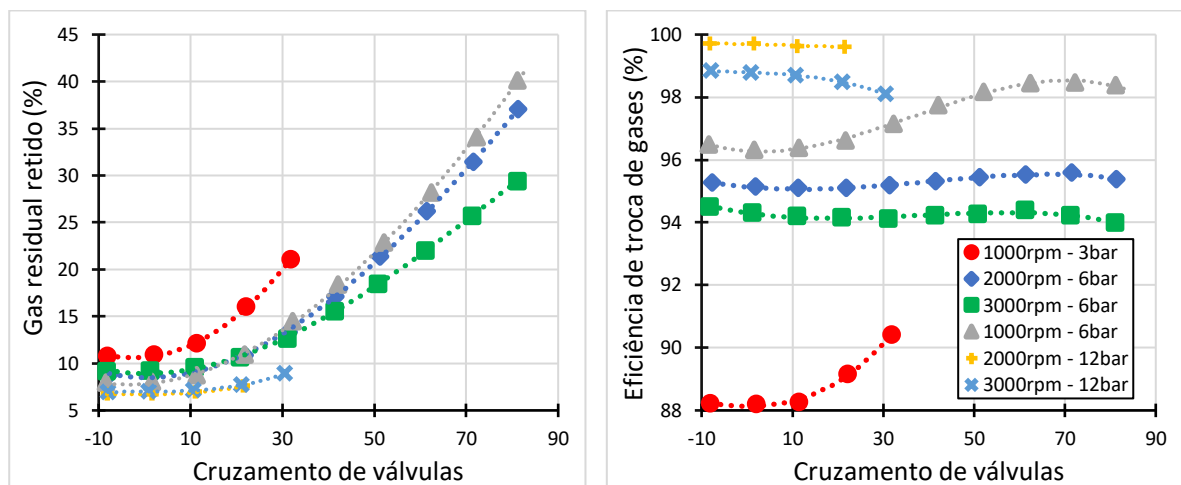 Gas residual retido (%)
45
40
35
30
25
20
15
10
5
-10
10
30
50
70
90
Cruzamento de válvulas
Eficiência troca de gases (%)
100
98
96
94
92
90
88
-10
10
30
50
70
90
Cruzamento de válvulas
1000rpm - 3bar
2000rpm - 6bar
3000rpm - 6bar
1000rpm - 6bar
2000rpm - 12bar
3000rpm - 12bar